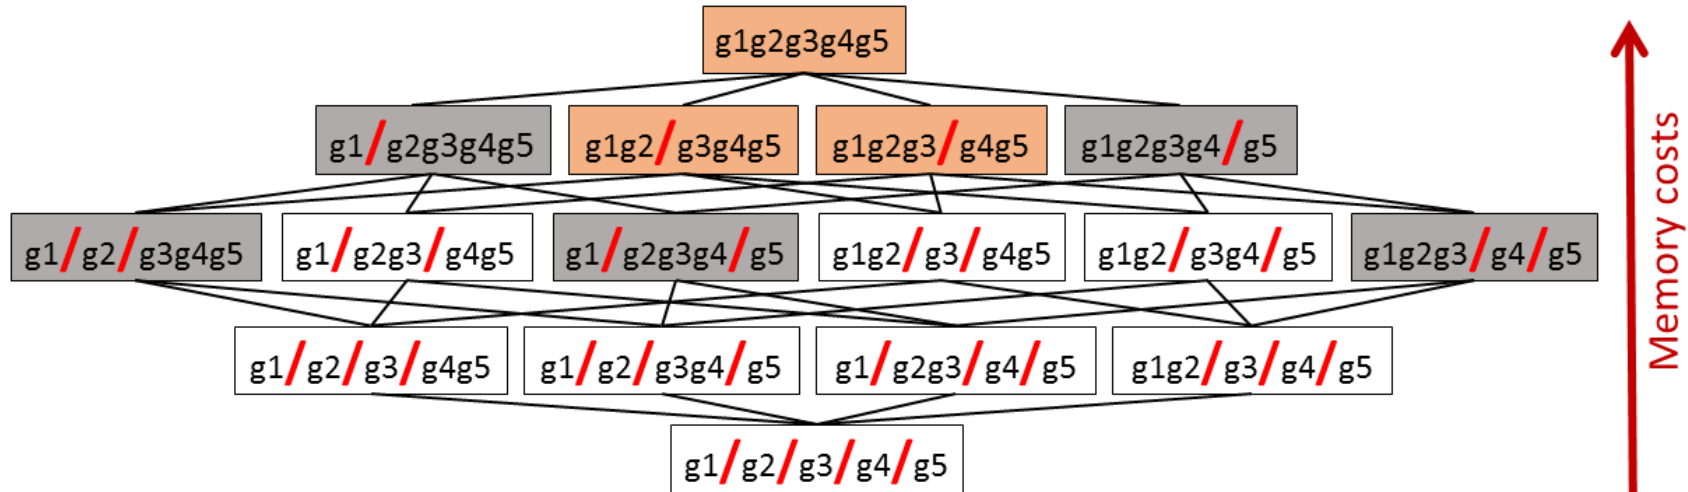 g1g2g3g4g5
g1/g2g3g4g5
g1g2/g3g4g5
g1g2g3/g4g5
g1g2g3g4/g5
g1/g2/g3g4g5
g1/g2g3/g4g5
g1/g2g3g4/g5
g1g2/g3/g4g5
g1g2/g3g4/g5
g1g2g3/g4/g5
g1/g2/g3/g4g5
g1/g2/g3g4/g5
g1/g2g3/g4/g5
g1g2/g3/g4/g5
g1/g2/g3/g4/g5
Memory costs